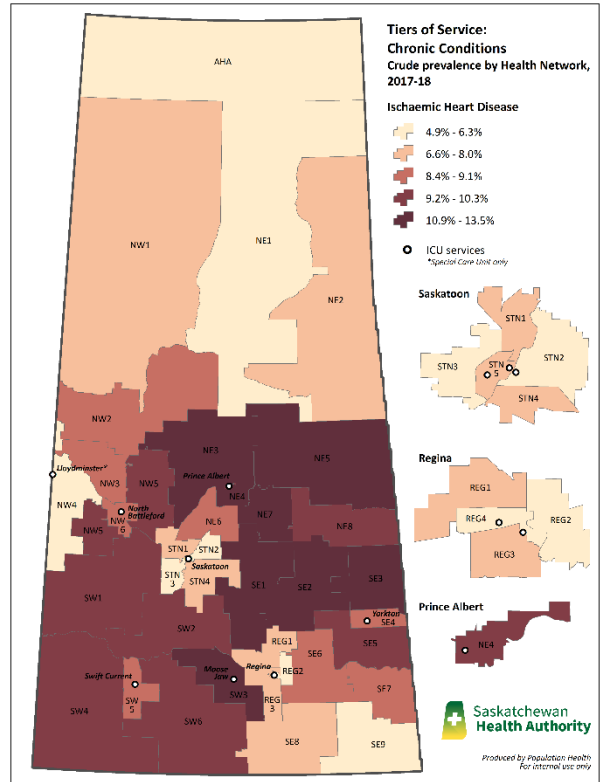 Tiers of Service:
Chronic Conditions
Crude prevalence by Health Network,
2017-18
Ischaemic Heart Disease
4.9% - 6.3%
6.6% - 8.0%
8.4% - 9.1%
9.2% - 10.3%
10.9% - 13.5%
ICU services
*Special Care Unit only
AHA
NW1
NE1
NE2
NW2
NE3
NE5
Lloydminster*
NW3
NW5
Prince Albert
NE4
NW4
North
Battleford
NE7
NW5
NW
6
NL6
NE8
STN1
STN2
Saskatoon
STN
3
STN4
SW1
SE1
SE2
SE3
Yorkton
SE4
SW2
REG1
SE6
SE5
Moose
Jaw
Regina
REG2
Swift Current
SW3
SE7
SW
5
REG
3
SW4
SW6
SE8
SE9
Saskatoon
STN1
STN2
STN3
STN
5
STN4
Regina
REG1
REG4
REG2
REG3
Prince Albert
NE4
Saskatchewan
Health Authority
Produced by Population Health
For internal use only